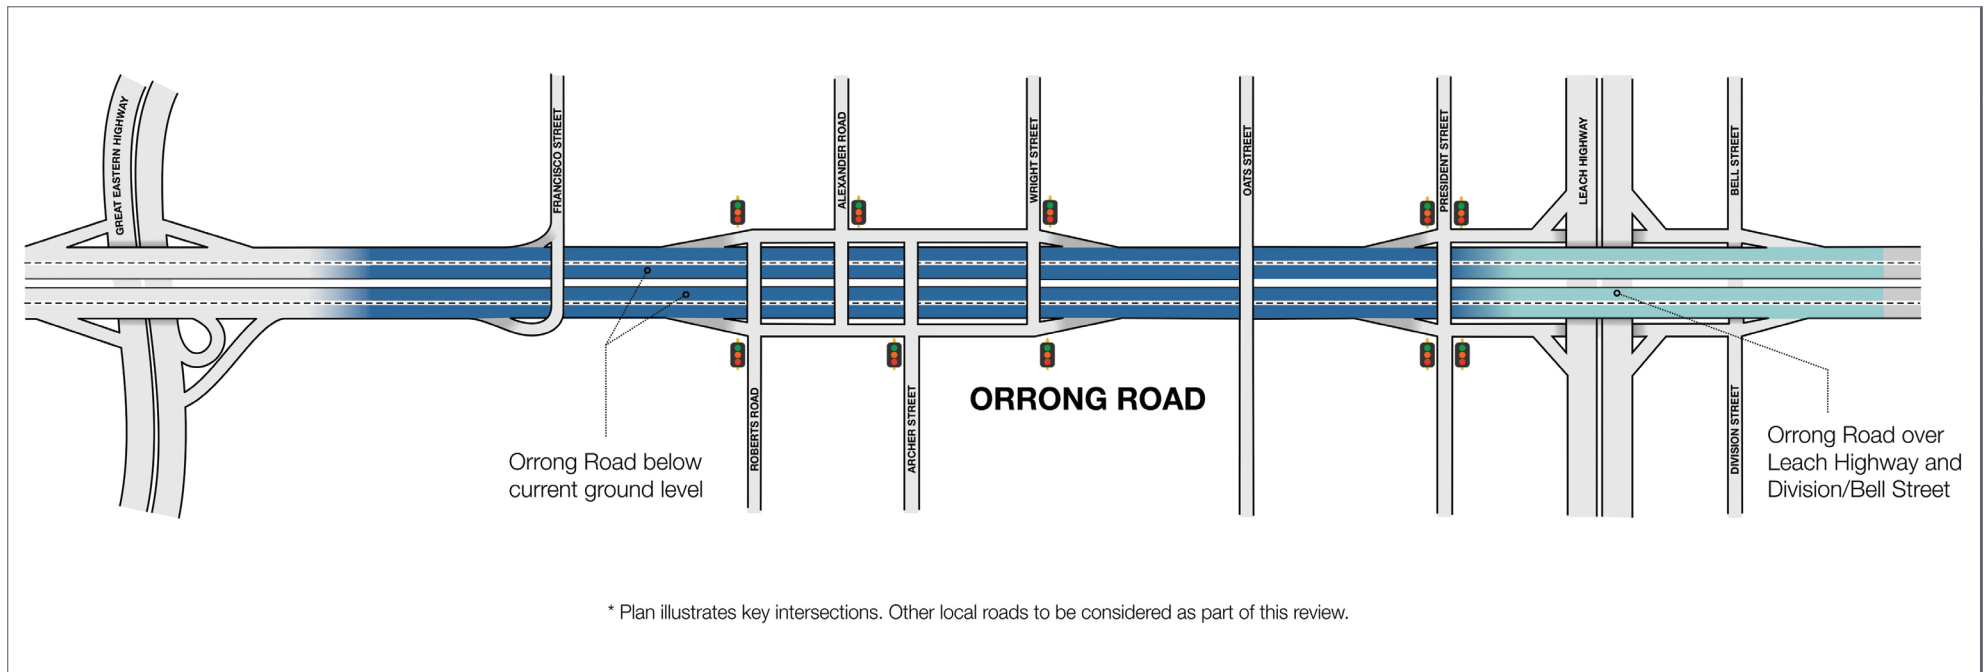 GREAT EASTERN HIGHWAY
FRANCISCO STREET
ALEXANDER ROAD
WRIGHT STREET
OATS STREET
PRESIDENT STREET
LEACH HIGHWAY
BELL STREET
ROBERTS ROAD
ARCHER STREET
ORRONG ROAD
DIVISION STREET
Orrong Road below
current ground level
Orrong Road over
Leach Highway and
Division/Bell Street
* Plan illustrates key intersections. Other local roads to be considered as part of this review.